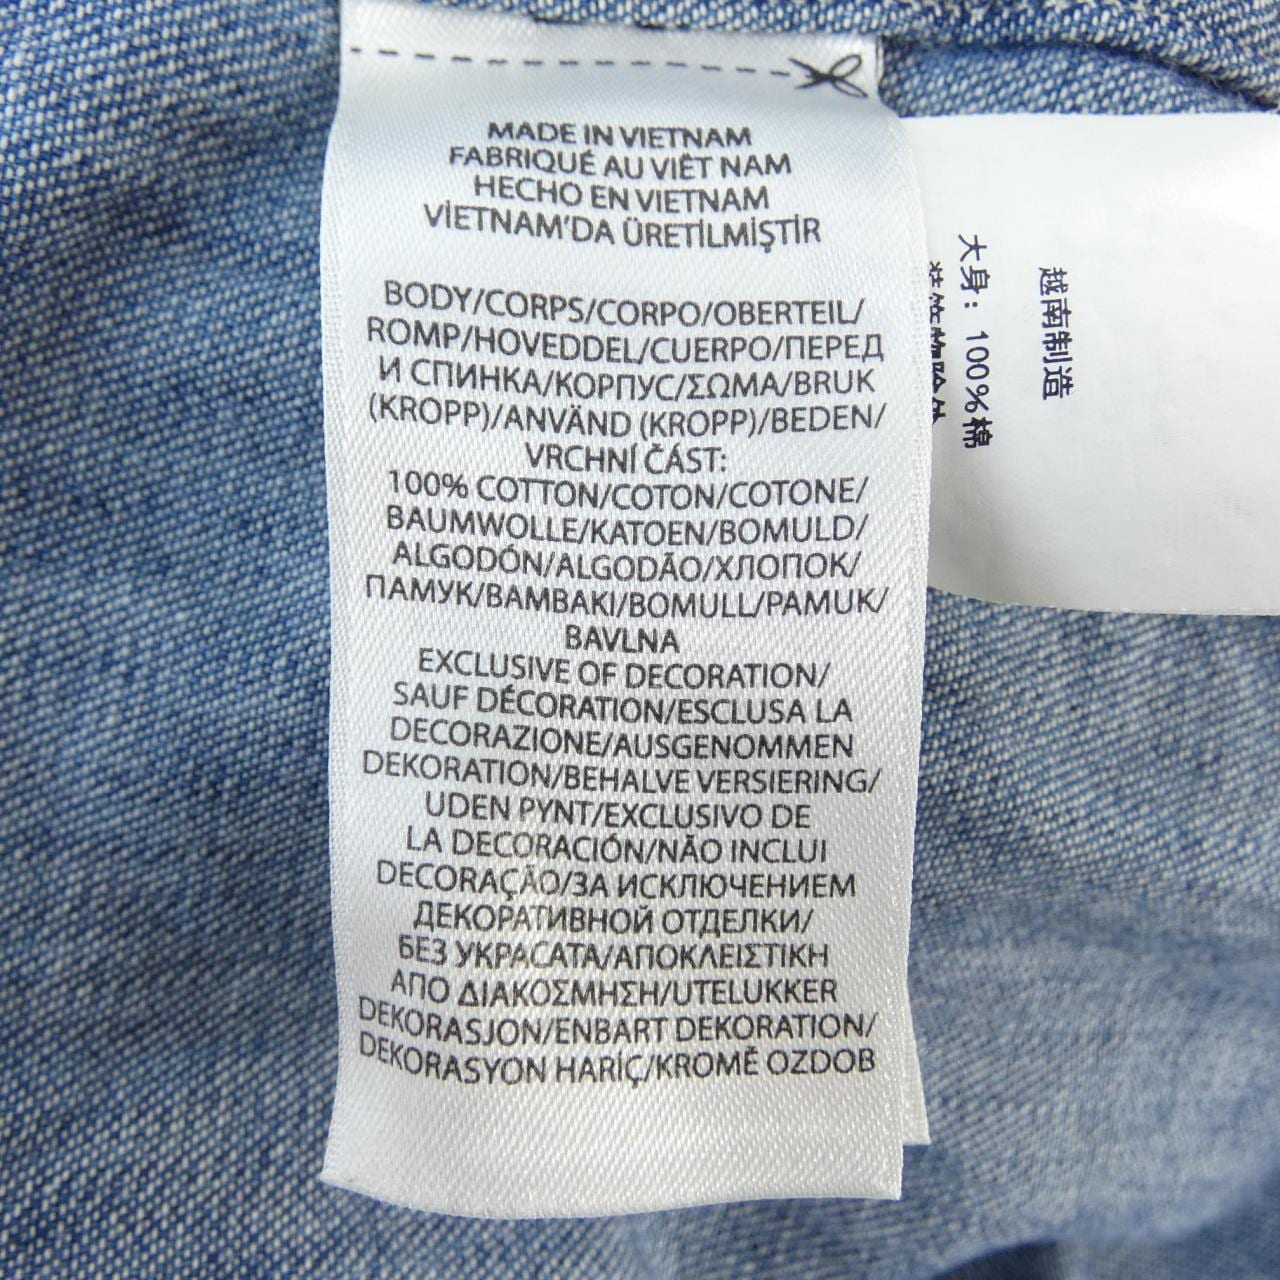 MADE IN VIETNAM
FABRIQUÉ AU VIÊT NAM
HECHO EN VIETNAM
VİETNAM'DA ÜRETİLMİŞTİR
BODY/CORPS/CORPO/OBERTEIL/
ROMP/HOVEDDEL/CUERPO/ПЕРЕД
И СПИНКА/КОРПУС/ΣΩΜΑ/BRUK
(KROPP)/ANVÄND (KROPP)/BEDEN/
VRCHNÍ ČÁST:
100% COTTON/COTON/COTONE/
BAUMWOLLE/KATOEN/BOMULD/
ALGODÓN/ALGODÃO/ХЛОПОК/
ПАМУК/ΒΑΜΒΑΚΙ/BOMULL/PAMUK/
BAVLNA
EXCLUSIVE OF DECORATION/
SAUF DÉCORATION/ESCLUSA LA
DECORAZIONE/AUSGENOMMEN
DEKORATION/BEHALVE VERSIERING/
UDEN PYNT/EXCLUSIVO DE
LA DECORACIÓN/NÃO INCLUI
DECORAÇÃO/ЗА ИСКЛЮЧЕНИЕМ
ДЕКОРАТИВНОЙ ОТДЕЛКИ/
БЕЗ УКРАСАТА/ΑΠΟΚΛΕΙΣΤΙΚΗ
ΑΠΟ ΔΙΑΚΟΣΜΗΣΗ/UTELUKKER
DEKORASJON/ENBART DEKORATION/
DEKORASYON HARİÇ/KROMĚ OZDOB
越南制造
大身：100%棉